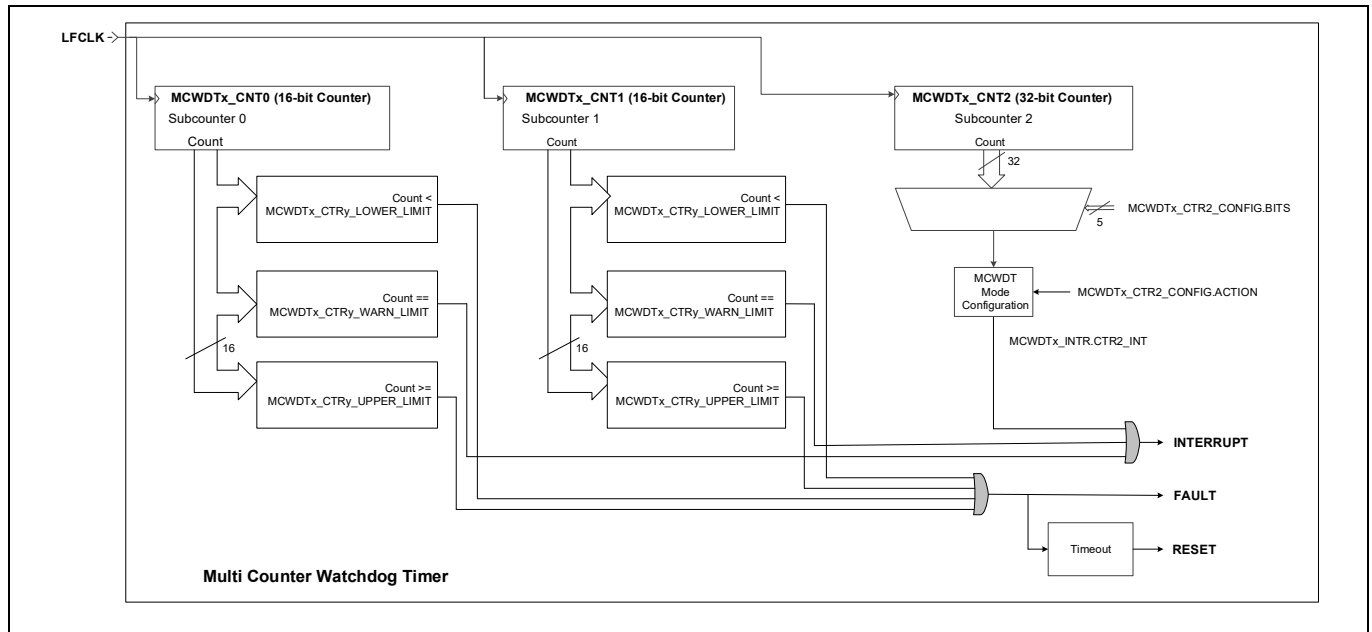 LFCLK
MCWDTx_CNT0 (16-bit Counter)
Subcounter 0
Count
MCWDTx_CNT1 (16-bit Counter)
Subcounter 1
Count
MCWDTx_CNT2 (32-bit Counter)
Subcounter 2
Count
32
Count <
MCWDTx_CTRy_LOWER_LIMIT
Count <
MCWDTx_CTRy_LOWER_LIMIT
MCWDTx_CTR2_CONFIG.BITS
5
Count ==
MCWDTx_CTRy_WARN_LIMIT
Count ==
MCWDTx_CTRy_WARN_LIMIT
MCWDT
Mode
Configuration
MCWDTx_CTR2_CONFIG.ACTION
MCWDTx_INTR.CTR2_INT
16
16
Count >=
MCWDTx_CTRy_UPPER_LIMIT
Count >=
MCWDTx_CTRy_UPPER_LIMIT
INTERRUPT
FAULT
Timeout
RESET
Multi Counter Watchdog Timer